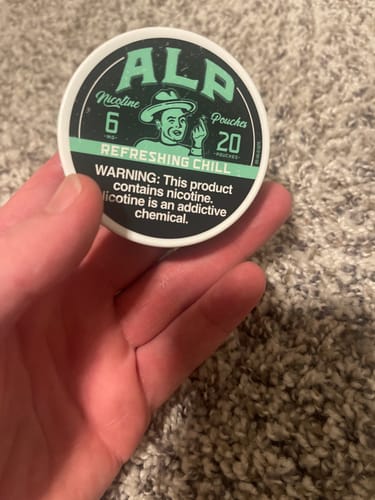 ALP
Nicotine Pouches
6 20
-MG- -POUCHES-
REFRESHING CHILL
WARNING: This product
contains nicotine.
Nicotine is an addictive
chemical.